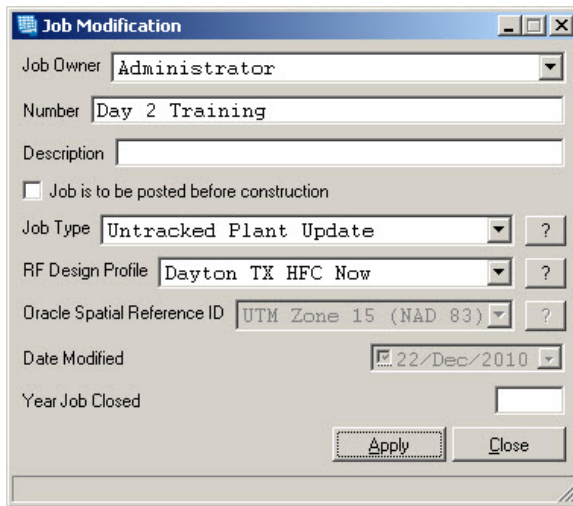 Job Modification
Job Owner Administrator
Number Day 2 Training
Description
Job is to be posted before construction
Job Type Untracked Plant Update ?
RF Design Profile Dayton TX HFC Now ?
Oracle Spatial Reference ID UTM Zone 15 (NAD 83) ?
Date Modified 22/Dec/2010
Year Job Closed
Apply Close